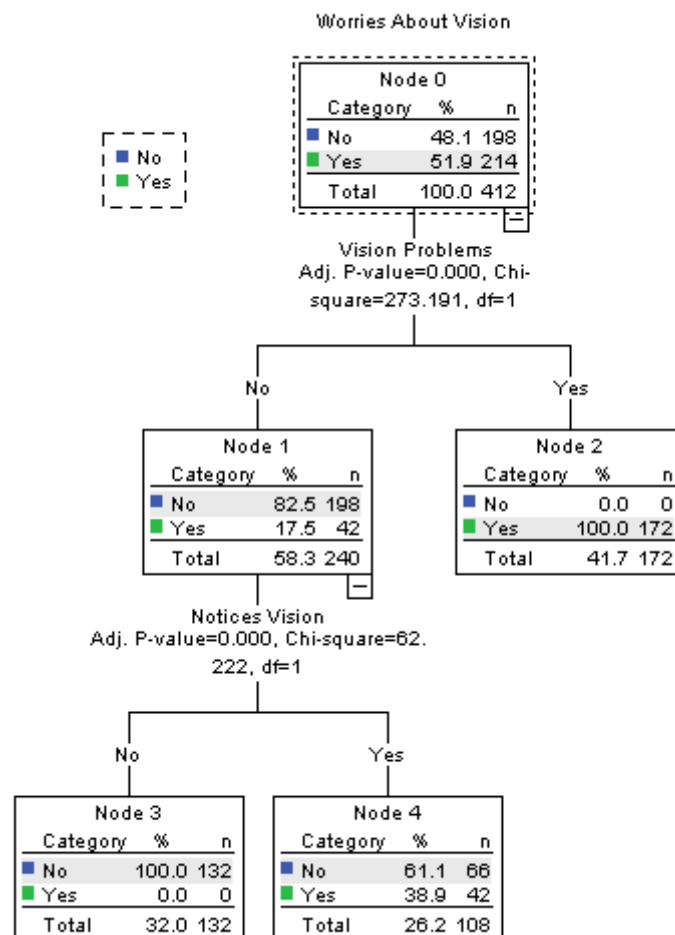 Worries About Vision
Node 0
Category % n
No 48.1 198
Yes 51.9 214
Total 100.0 412
No
Yes
Vision Problems
Adj. P-value=0.000, Chi-
square=273.191, df=1
No
Yes
Node 1
Category % n
No 82.5 198
Yes 17.5 42
Total 58.3 240
Node 2
Category % n
No 0.0 0
Yes 100.0 172
Total 41.7 172
Notices Vision
Adj. P-value=0.000, Chi-square=62.
222, df=1
No
Yes
Node 3
Category % n
No 100.0 132
Yes 0.0 0
Total 32.0 132
Node 4
Category % n
No 61.1 66
Yes 38.9 42
Total 26.2 108